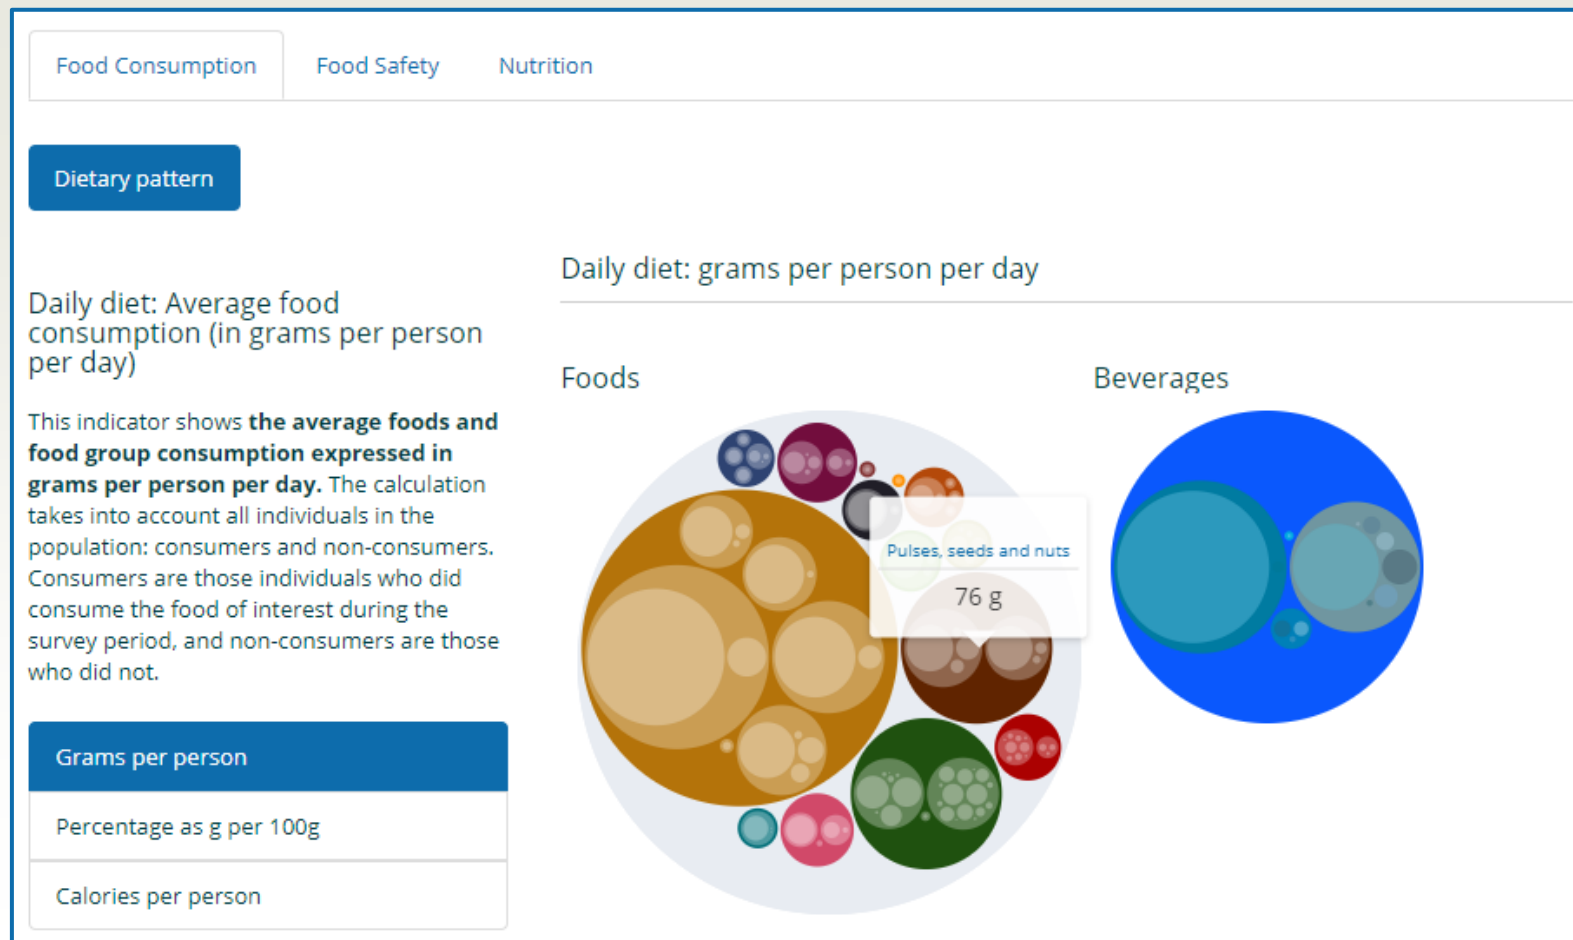 Food Consumption
Food Safety
Nutrition
Dietary pattern
Daily diet: Average food
consumption (in grams per person
per day)
This indicator shows the average foods and
food group consumption expressed in
grams per person per day. The calculation
takes into account all individuals in the
population: consumers and non-consumers.
Consumers are those individuals who did
consume the food of interest during the
survey period, and non-consumers are those
who did not.
Grams per person
Percentage as g per 100g
Calories per person
Daily diet: grams per person per day
Foods
Pulses, seeds and nuts
76 g
Beverages